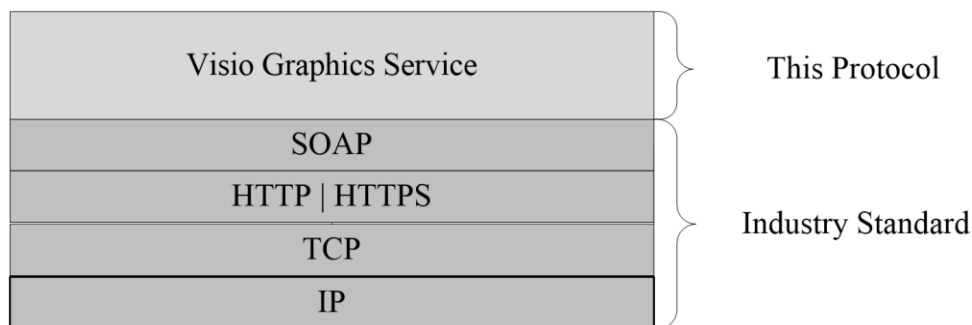 Visio Graphics Service
This Protocol
SOAP
HTTP | HTTPS
TCP
IP
Industry Standard